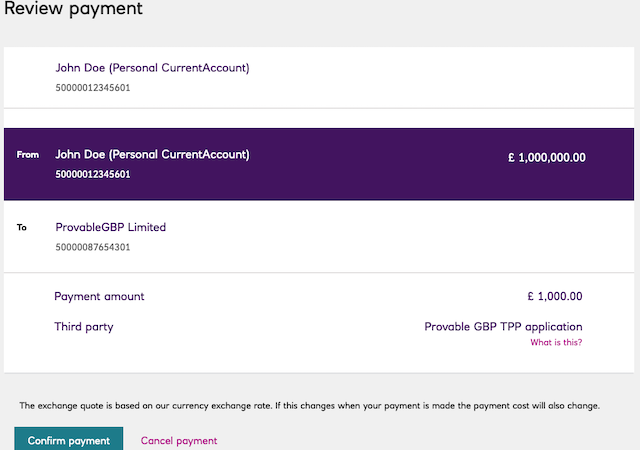 Review payment
John Doe (Personal CurrentAccount)
50000012345601
From John Doe (Personal CurrentAccount) £ 1,000,000.00
50000012345601
To ProvableGBP Limited
50000087654301
Payment amount £ 1,000.00
Third party Provable GBP TPP application
What is this?
The exchange quote is based on our currency exchange rate. If this changes when your payment is made the payment cost will also change.
Confirm payment Cancel payment